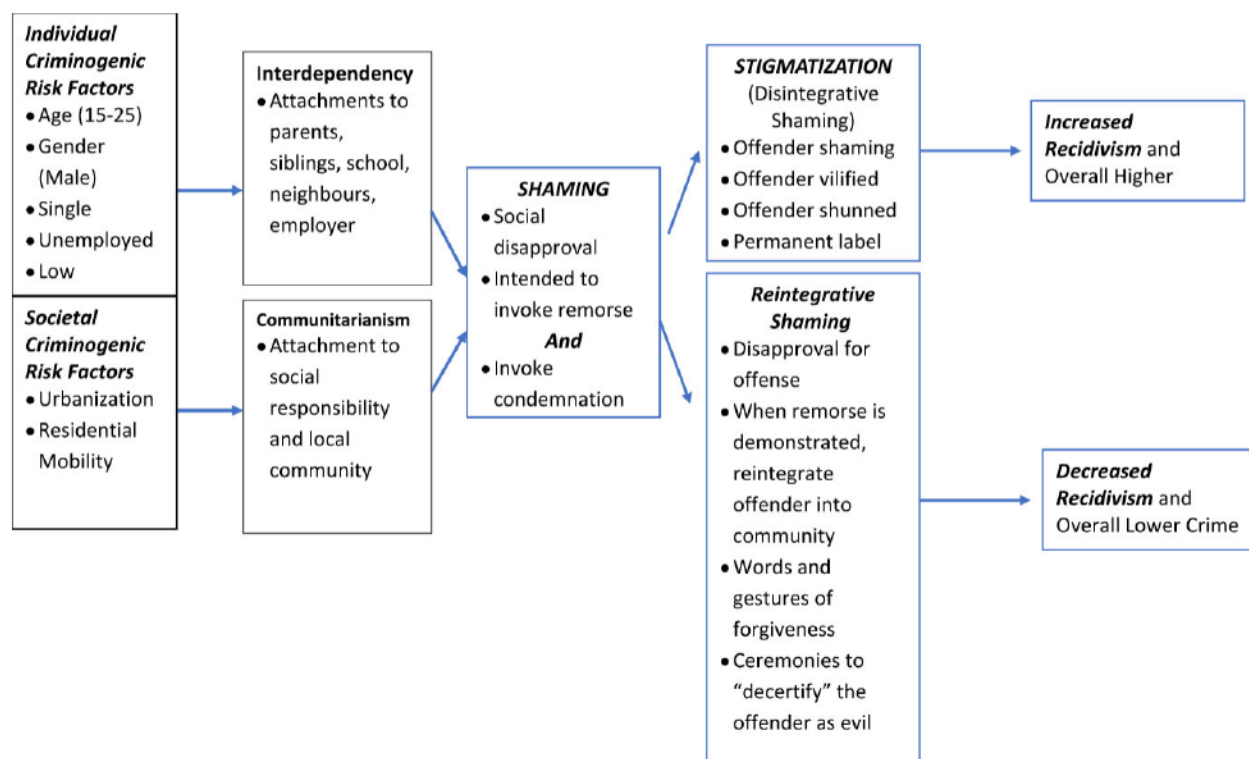 Individual
Criminogenic
Risk Factors
• Age (15-25)
• Gender
(Male)
• Single
• Unemployed
• Low
Societal
Criminogenic
Risk Factors
• Urbanization
• Residential
Mobility
Interdependency
• Attachments to
parents,
siblings, school,
neighbours,
employer
Communitarianism
• Attachment to
social
responsibility
and local
community
SHAMING
• Social
disapproval
• Intended to
invoke remorse
And
• Invoke
condemnation
STIGMATIZATION
(Disintegrative
Shaming)
• Offender shaming
• Offender vilified
• Offender shunned
• Permanent label
Reintegrative
Shaming
• Disapproval for
offense
• When remorse is
demonstrated,
reintegrate
offender into
community
• Words and
gestures of
forgiveness
• Ceremonies to
“decertify” the
offender as evil
Increased
Recidivism and
Overall Higher
Decreased
Recidivism and
Overall Lower Crime